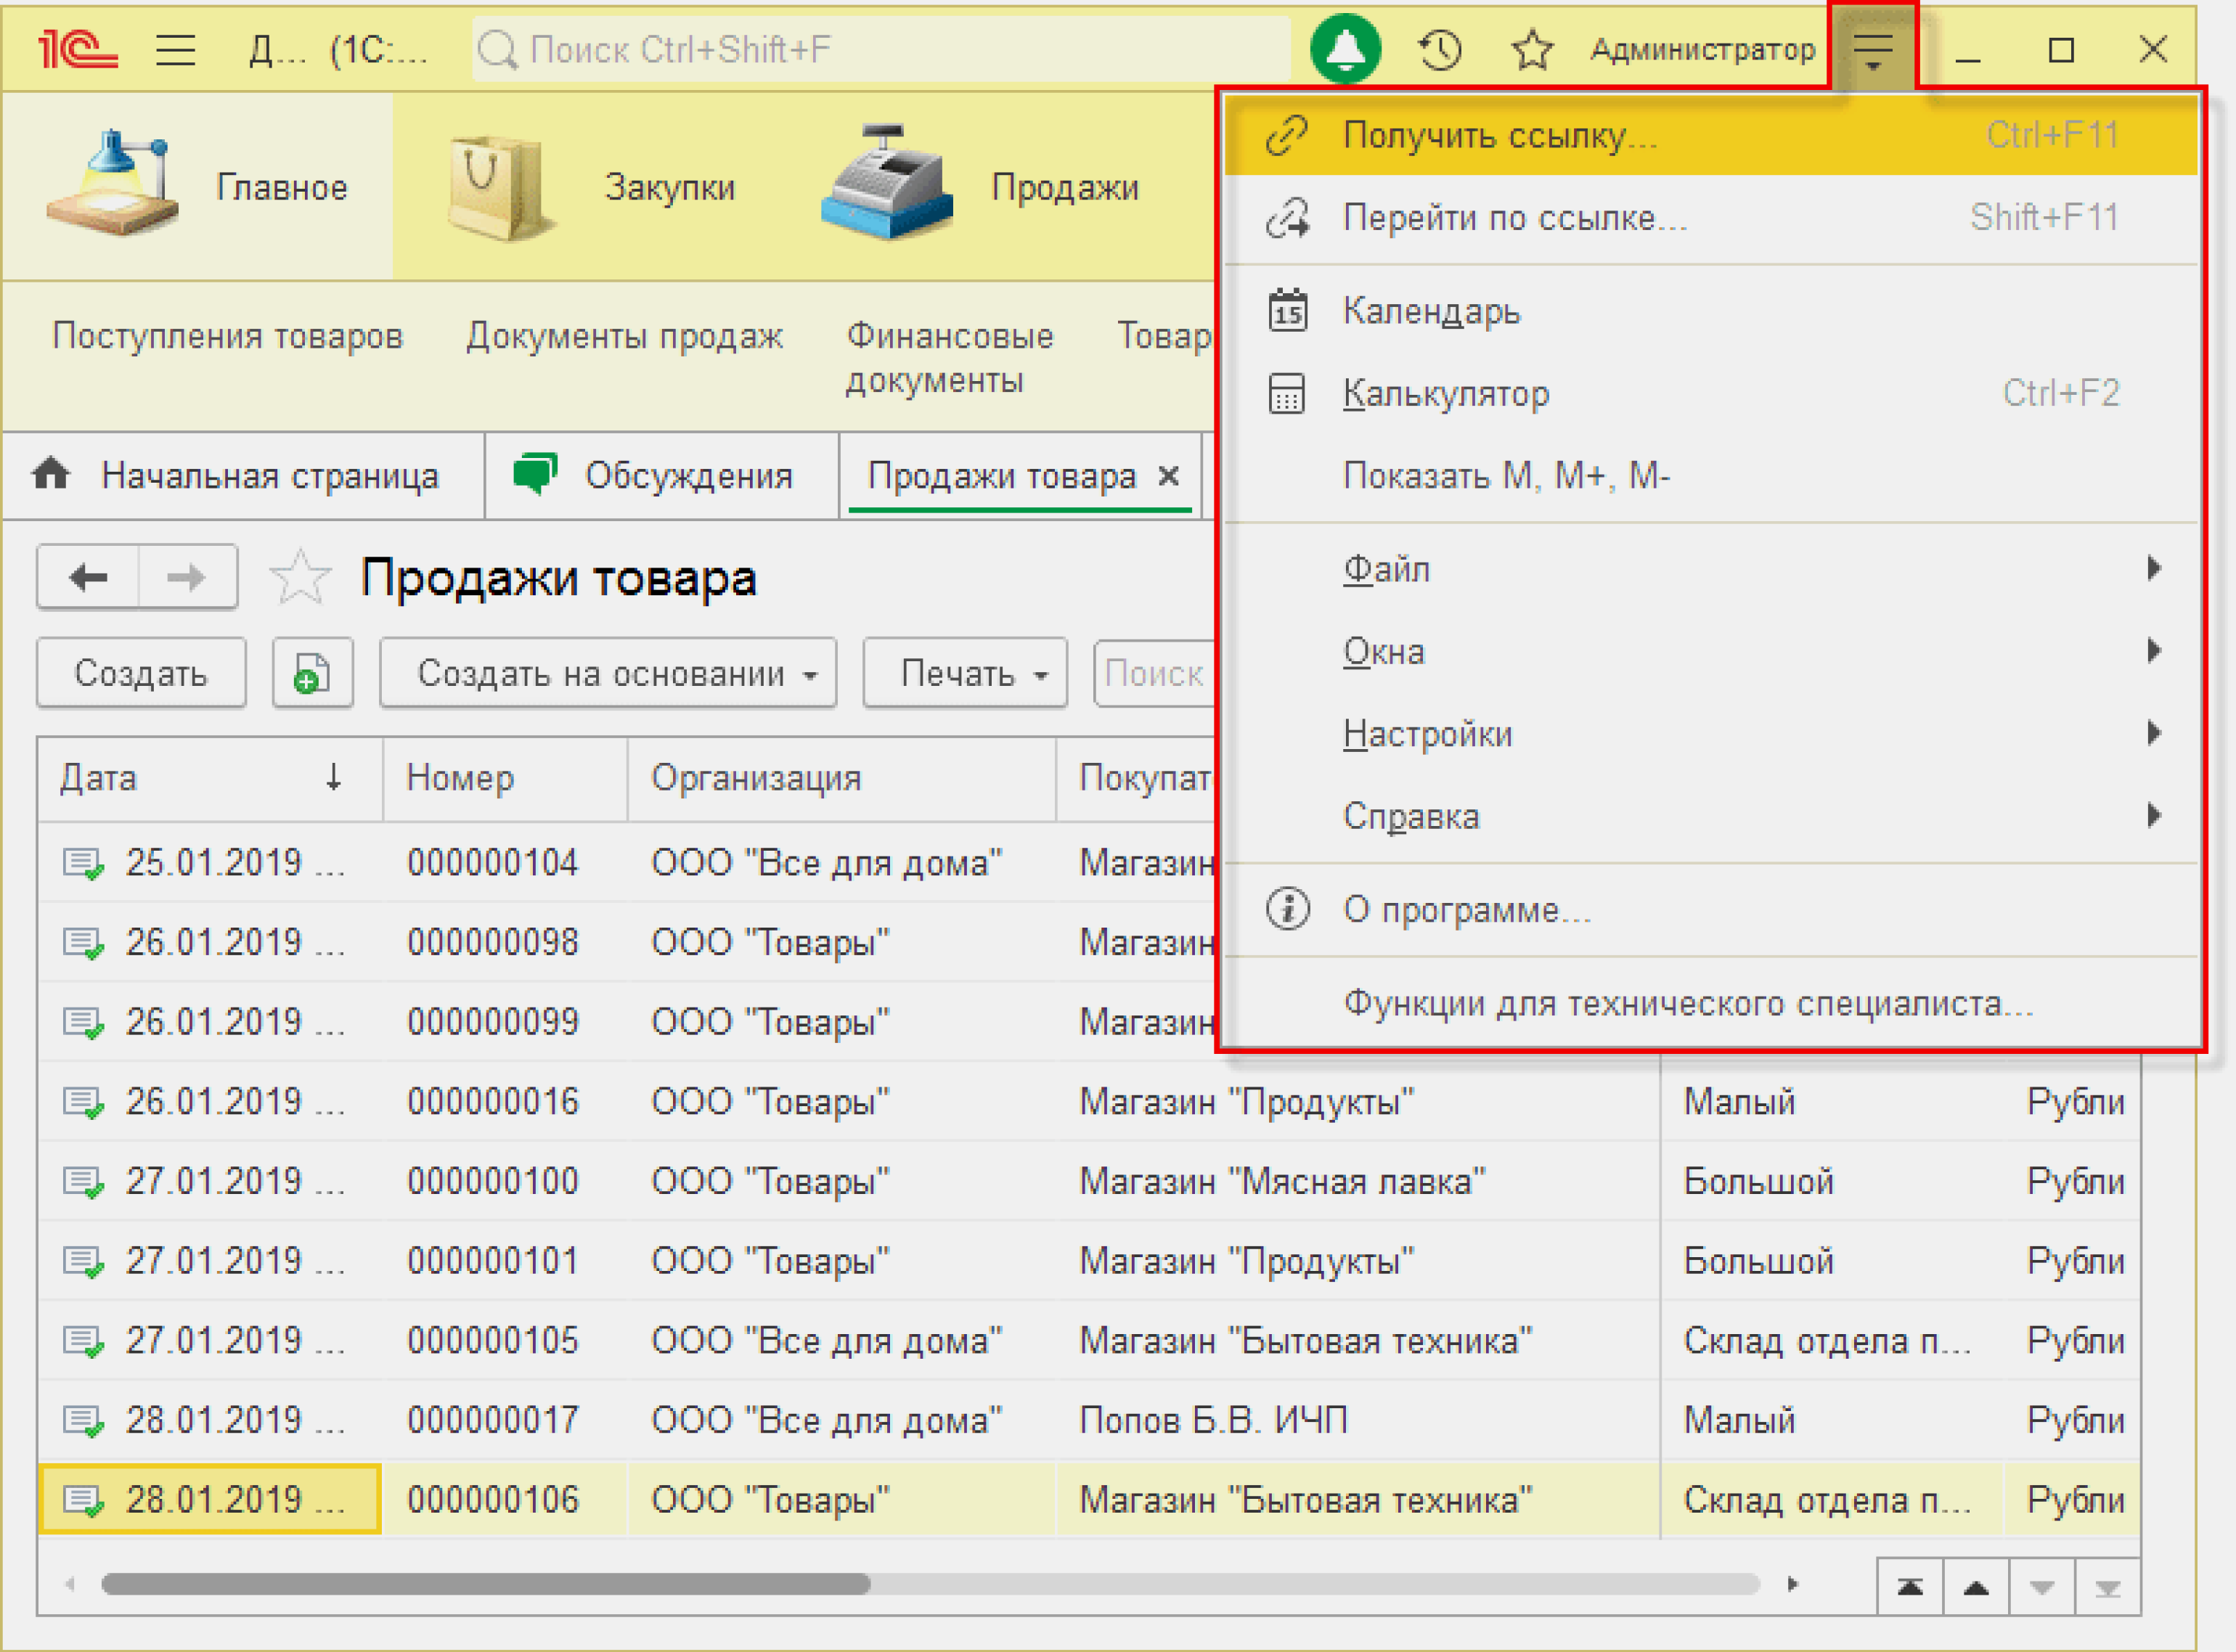 1С Д... (1С:... Поиск Ctrl+Shift+F Администратор
Главное Закупки Продажи
Поступления товаров Документы продаж Финансовые документы Товар
Начальная страница Обсуждения Продажи товара
Продажи товара
Создать Создать на основании Печать Поиск
Получить ссылку... Ctrl+F11
Перейти по ссылке... Shift+F11
15 Календарь
Калькулятор Ctrl+F2
Показать M, M+, M-
Файл
Окна
Настройки
Справка
О программе...
Функции для технического специалиста...
Дата Номер Организация Покупат
25.01.2019 ... 000000104 ООО "Все для дома" Магазин
26.01.2019 ... 000000098 ООО "Товары" Магазин
26.01.2019 ... 000000099 ООО "Товары" Магазин
26.01.2019 ... 000000016 ООО "Товары" Магазин "Продукты" Малый Рубли
27.01.2019 ... 000000100 ООО "Товары" Магазин "Мясная лавка" Большой Рубли
27.01.2019 ... 000000101 ООО "Товары" Магазин "Продукты" Большой Рубли
27.01.2019 ... 000000105 ООО "Все для дома" Магазин "Бытовая техника" Склад отдела п... Рубли
28.01.2019 ... 000000017 ООО "Все для дома" Попов Б.В. ИЧП Малый Рубли
28.01.2019 ... 000000106 ООО "Товары" Магазин "Бытовая техника" Склад отдела п... Рубли